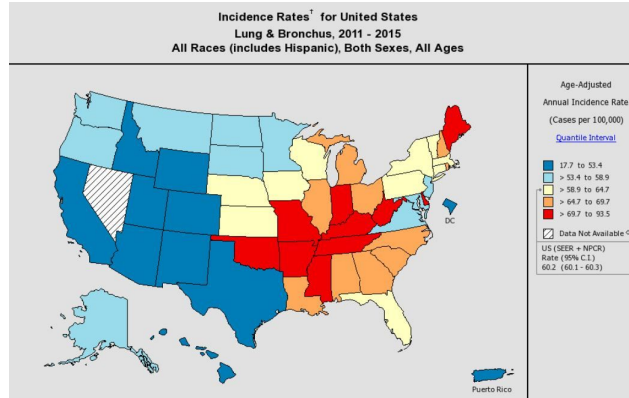 Incidence Rates† for United States
Lung & Bronchus, 2011 - 2015
All Races (includes Hispanic), Both Sexes, All Ages
Age-Adjusted
Annual Incidence Rate
(Cases per 100,000)
Quantile Interval
17.7 to 53.4
> 53.4 to 58.9
> 58.9 to 64.7
> 64.7 to 69.7
> 69.7 to 93.5
Data Not Available
US (SEER + NPCR)
Rate (95% C.I.)
60.2 (60.1 - 60.3)
DC
Puerto Rico